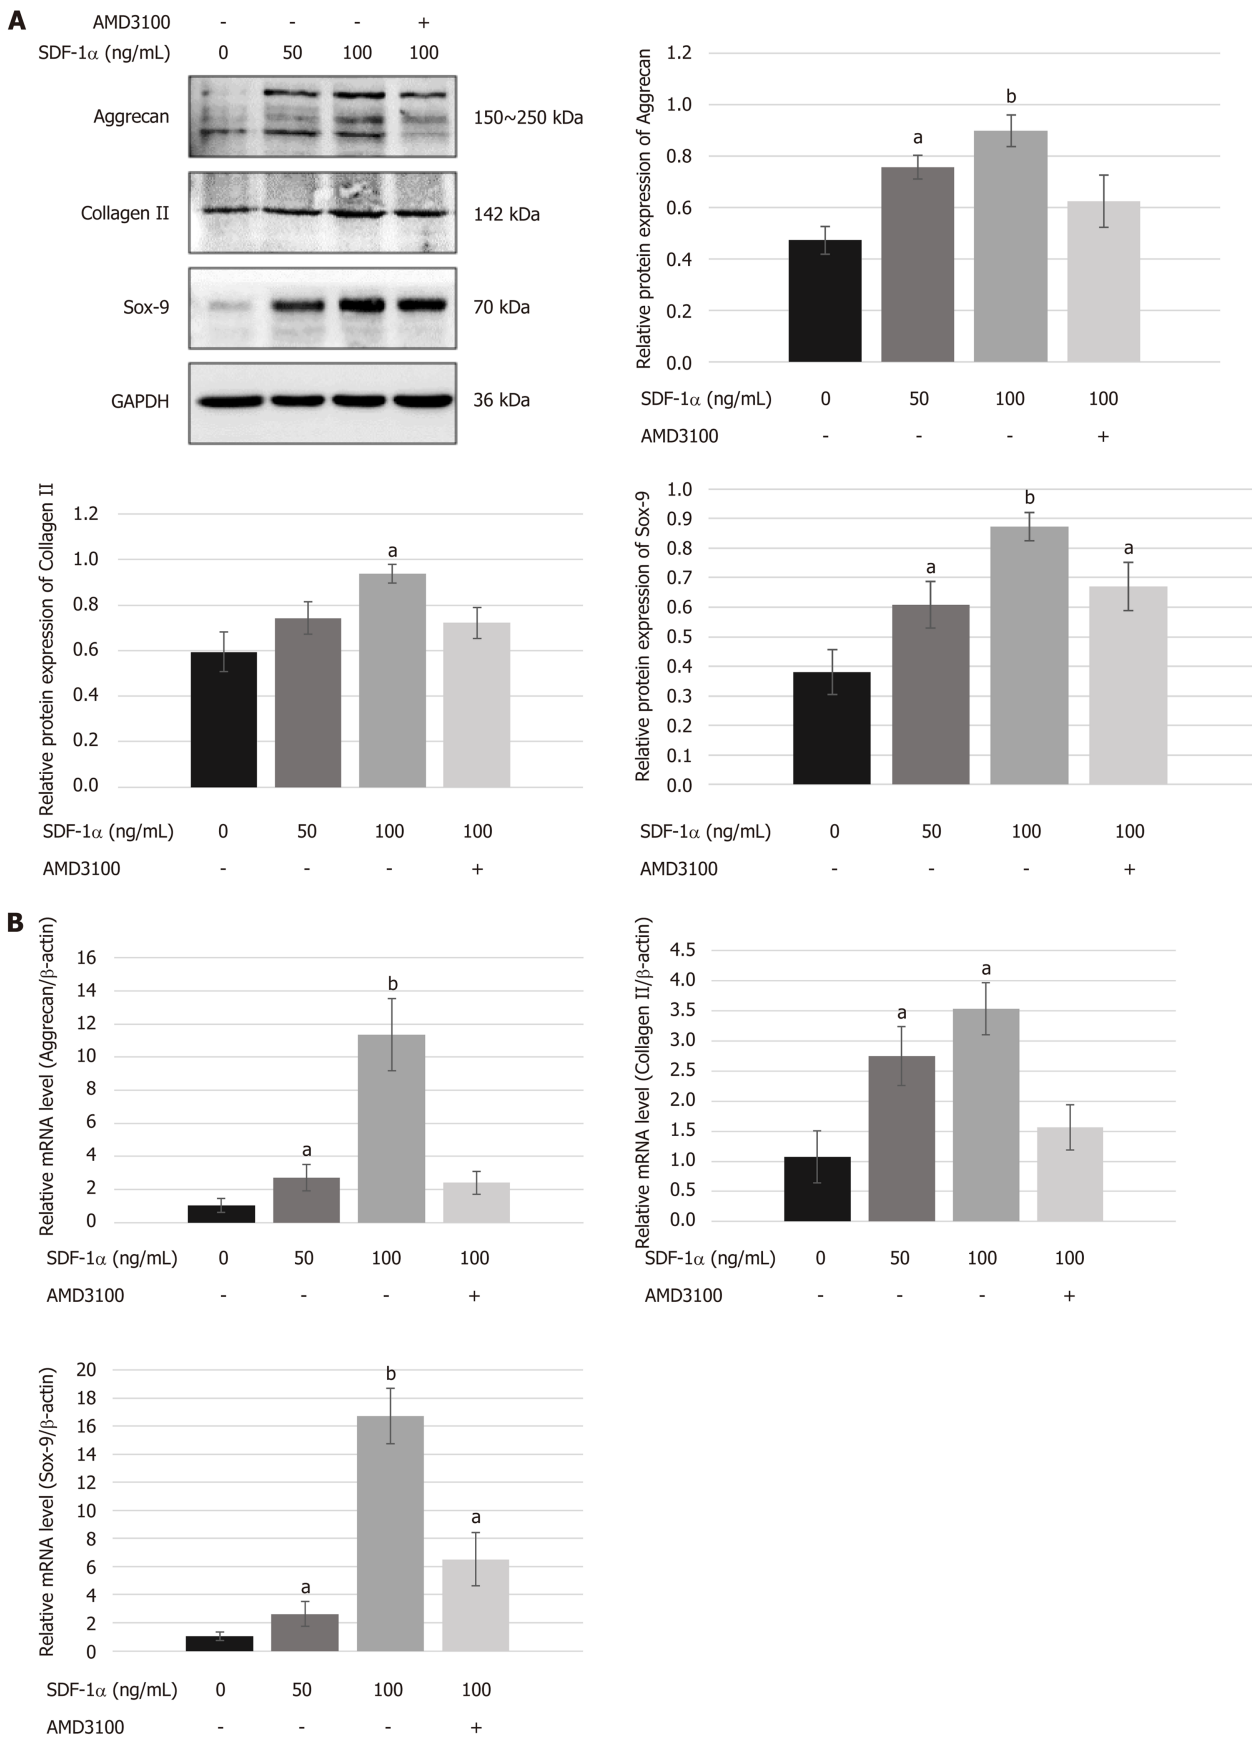 A
AMD3100 - - - +
SDF-1α (ng/mL) 0 50 100 100
Aggrecan 150~250 kDa
Collagen II 142 kDa
Sox-9 70 kDa
GAPDH 36 kDa
Relative protein expression of Aggrecan
1.2
1.0
0.8
0.6
0.4
0.2
0.0
a
b
SDF-1α (ng/mL) 0 50 100 100
AMD3100 - - - +
Relative protein expression of Collagen II
1.2
1.0
0.8
0.6
0.4
0.2
0.0
a
SDF-1α (ng/mL) 0 50 100 100
AMD3100 - - - +
Relative protein expression of Sox-9
1.0
0.9
0.8
0.7
0.6
0.5
0.4
0.3
0.2
0.1
0.0
a
b
a
SDF-1α (ng/mL) 0 50 100 100
AMD3100 - - - +
B
Relative mRNA level (Aggrecan/β-actin)
16
14
12
10
8
6
4
2
0
a
b
SDF-1α (ng/mL) 0 50 100 100
AMD3100 - - - +
Relative mRNA level (Collagen II/β-actin)
4.5
4.0
3.5
3.0
2.5
2.0
1.5
1.0
0.5
0.0
a
a
SDF-1α (ng/mL) 0 50 100 100
AMD3100 - - - +
Relative mRNA level (Sox-9/β-actin)
20
18
16
14
12
10
8
6
4
2
0
a
b
a
SDF-1α (ng/mL) 0 50 100 100
AMD3100 - - - +